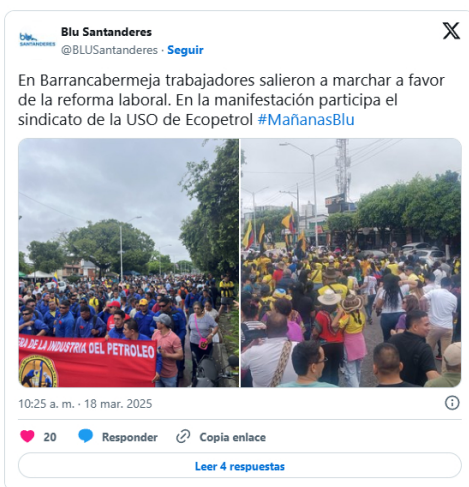 Blu Santanderes
@BLUSantanderes · Seguir
En Barrancabermeja trabajadores salieron a marchar a favor
de la reforma laboral. En la manifestación participa el
sindicato de la USO de Ecopetrol #MañanasBlu
DE LA INDUSTRIA DEL PETROLEO
10:25 a. m. · 18 mar. 2025
20 Responder Copia enlace
Leer 4 respuestas